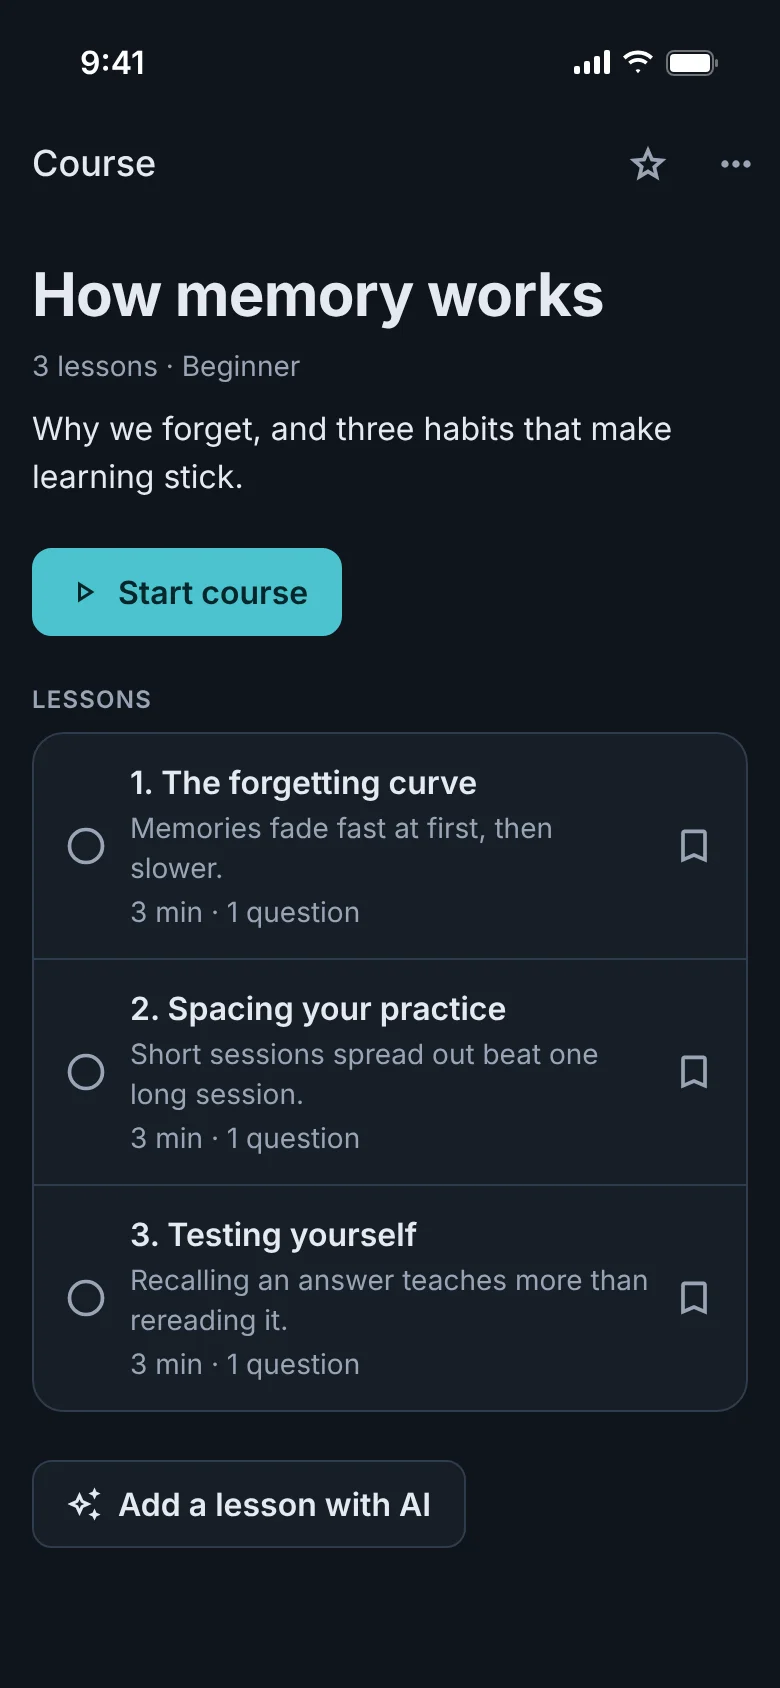 9:41
Course
How memory works
3 lessons · Beginner
Why we forget, and three habits that make
learning stick.
Start course
LESSONS
1. The forgetting curve
Memories fade fast at first, then
slower.
3 min · 1 question
2. Spacing your practice
Short sessions spread out beat one
long session.
3 min · 1 question
3. Testing yourself
Recalling an answer teaches more than
rereading it.
3 min · 1 question
Add a lesson with AI